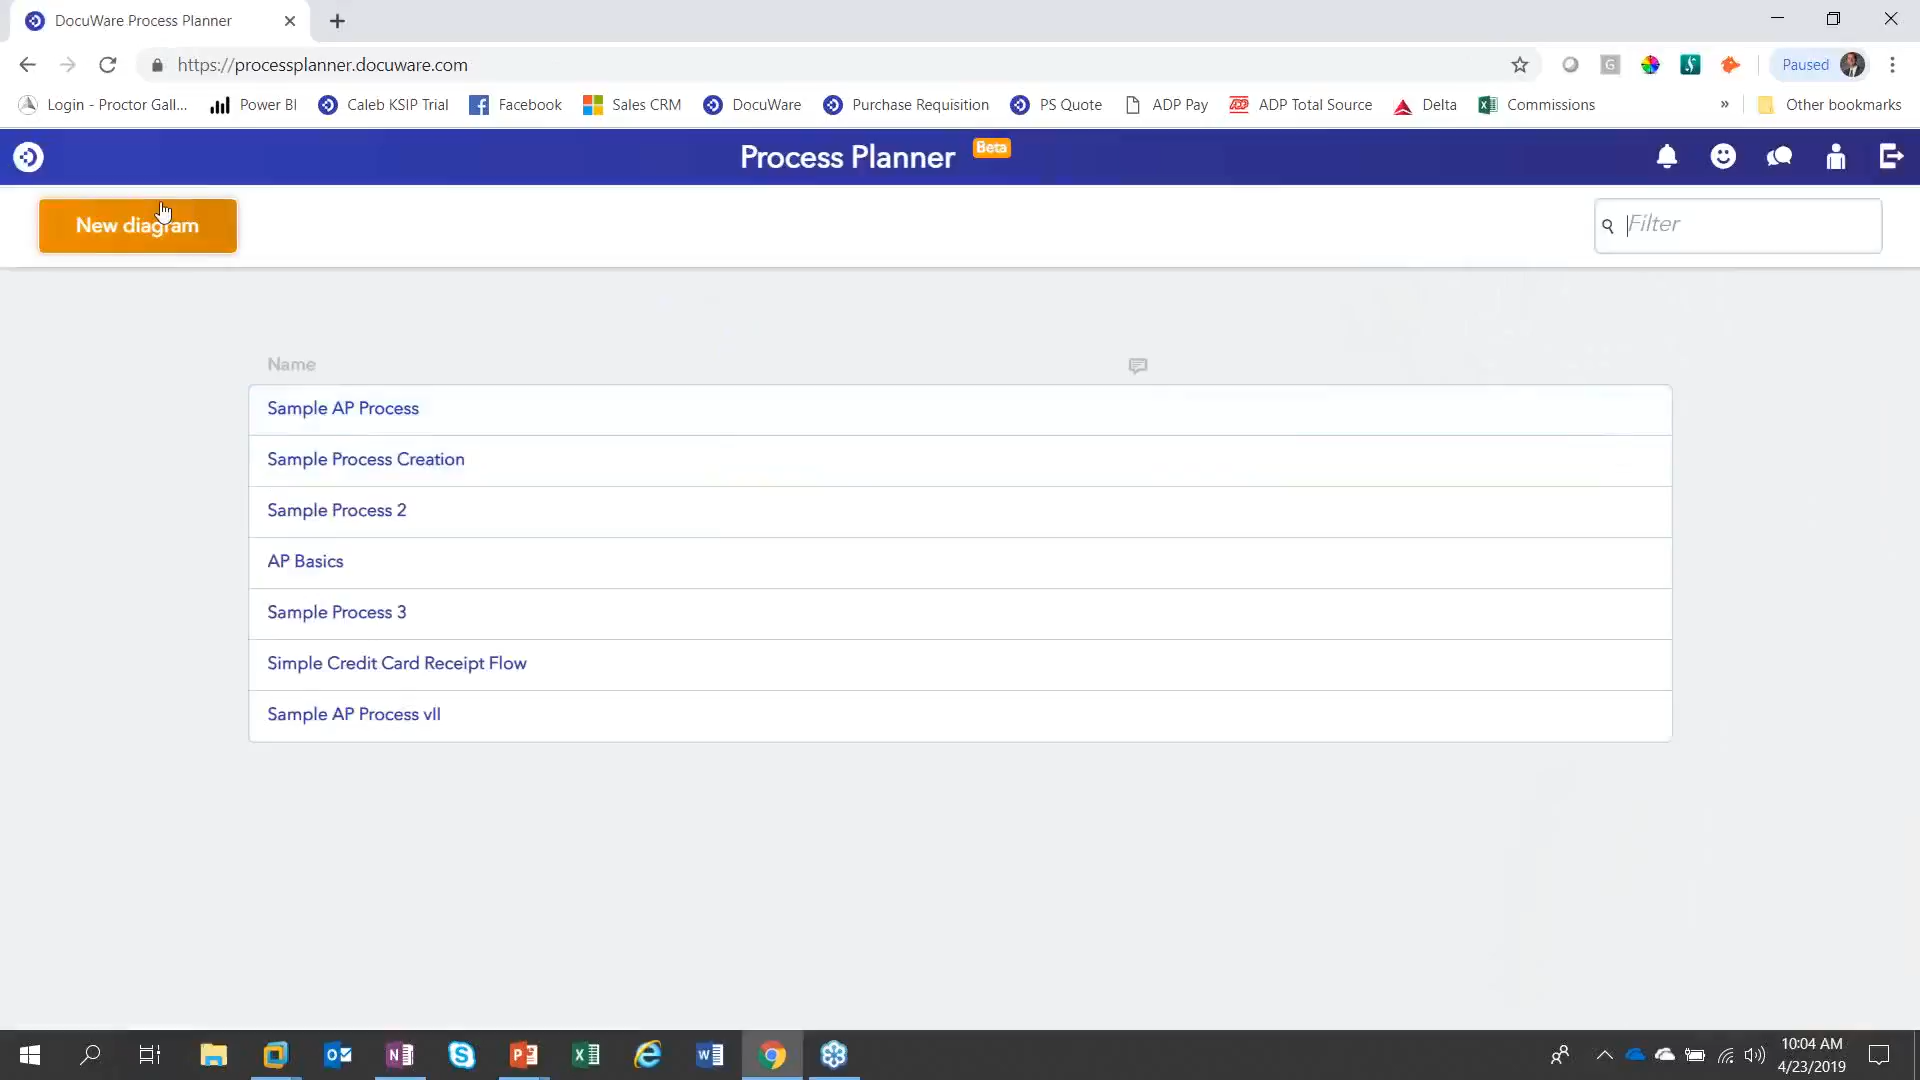 DocuWare Process Planner
https://processplanner.docuware.com
G
Paused
Login - Proctor Gall...
Power BI
Caleb KSIP Trial
Facebook
Sales CRM
DocuWare
Purchase Requisition
PS Quote
ADP Pay
ADP Total Source
Delta
Commissions
»
Other bookmarks
Process Planner
Beta
New diagram
Filter
Name
Sample AP Process
Sample Process Creation
Sample Process 2
AP Basics
Sample Process 3
Simple Credit Card Receipt Flow
Sample AP Process vII
10:04 AM
4/23/2019